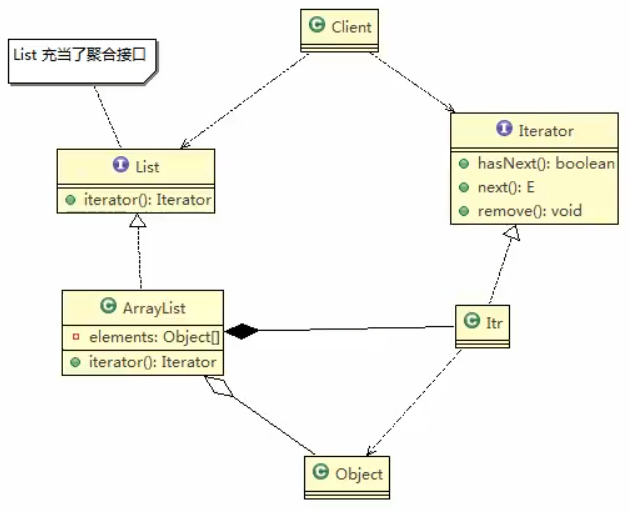 Client
List 充当了聚合接口
I Iterator
hasNext(): boolean
next(): E
remove(): void
I List
iterator(): Iterator
C ArrayList
elements: Object[]
iterator(): Iterator
C Itr
C Object